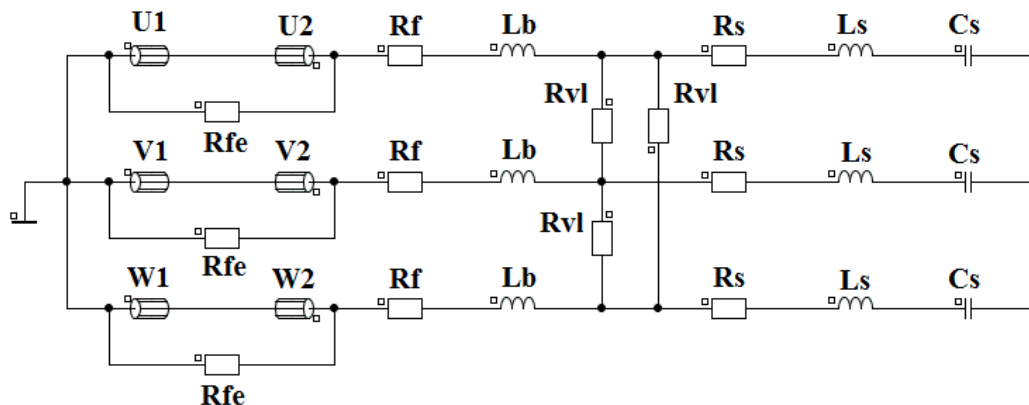 U1 U2 Rf Lb Rs Ls Cs
Rvl Rvl
Rfe
V1 V2 Rf Lb Rs Ls Cs
Rvl
Rfe
W1 W2 Rf Lb Rs Ls Cs
Rfe